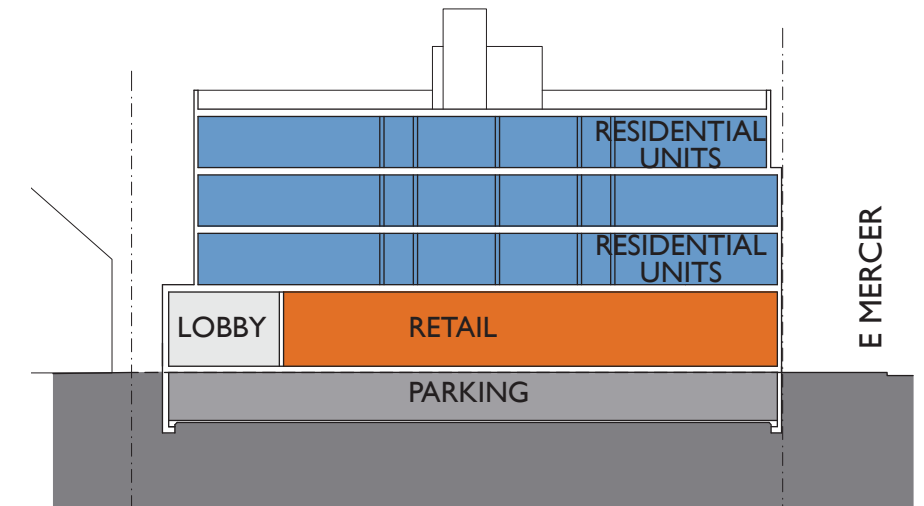 RESIDENTIAL
UNITS
RESIDENTIAL
UNITS
LOBBY
RETAIL
PARKING
E MERCER